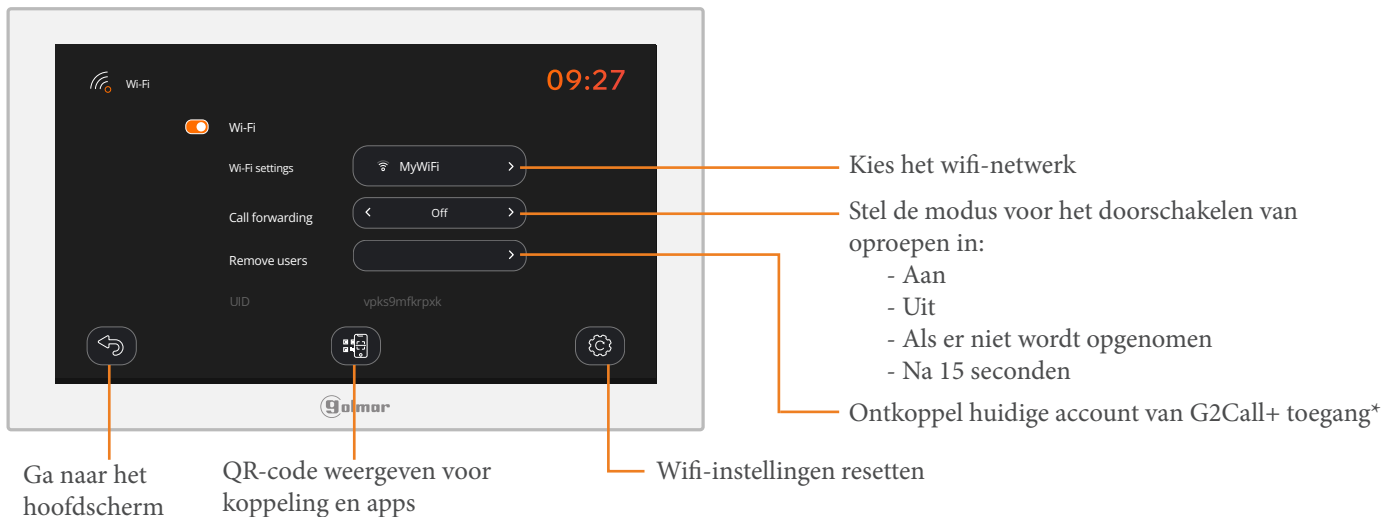 Wi-Fi
09:27
Wi-Fi
Wi-Fi settings
MyWiFi
Kies het wifi-netwerk
Call forwarding
Off
Stel de modus voor het doorschakelen van
oproepen in:
- Aan
- Uit
- Als er niet wordt opgenomen
- Na 15 seconden
Remove users
Ontkoppel huidige account van G2Call+ toegang*
UID
vpks9mfkrpxk
golmar
Ga naar het
hoofdscherm
QR-code weergeven voor
koppeling en apps
Wifi-instellingen resetten